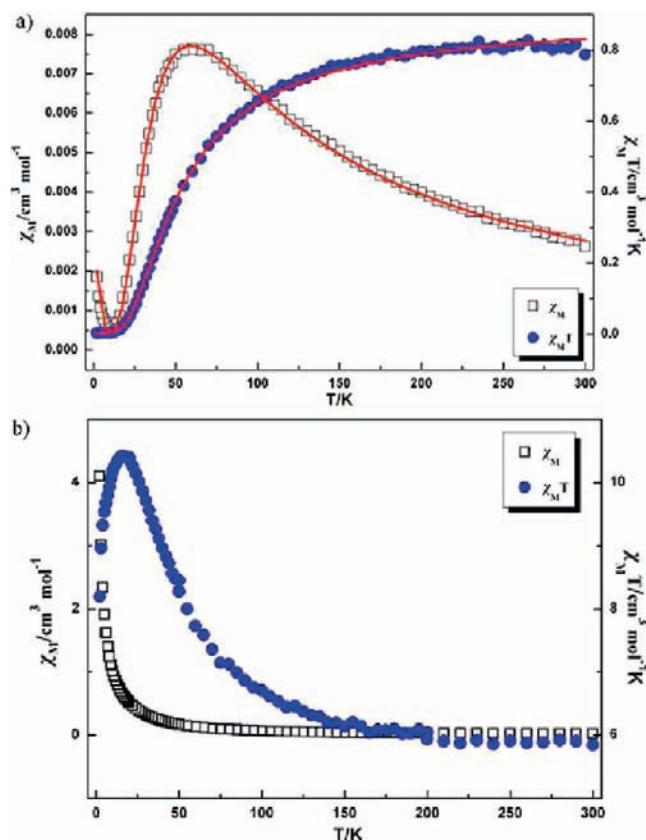 a)
0.008
0.007
0.006
0.005
0.004
0.003
0.002
0.001
0.000
χM/cm3 mol-1
0.8
0.6
0.4
0.2
0.0
χMT/cm3 mol-1K
χM
χMT
0 50 100 150 200 250 300
T/K
b)
4
2
0
χM/cm3 mol-1
10
8
6
χMT/cm3 mol-1K
χM
χMT
0 50 100 150 200 250 300
T/K